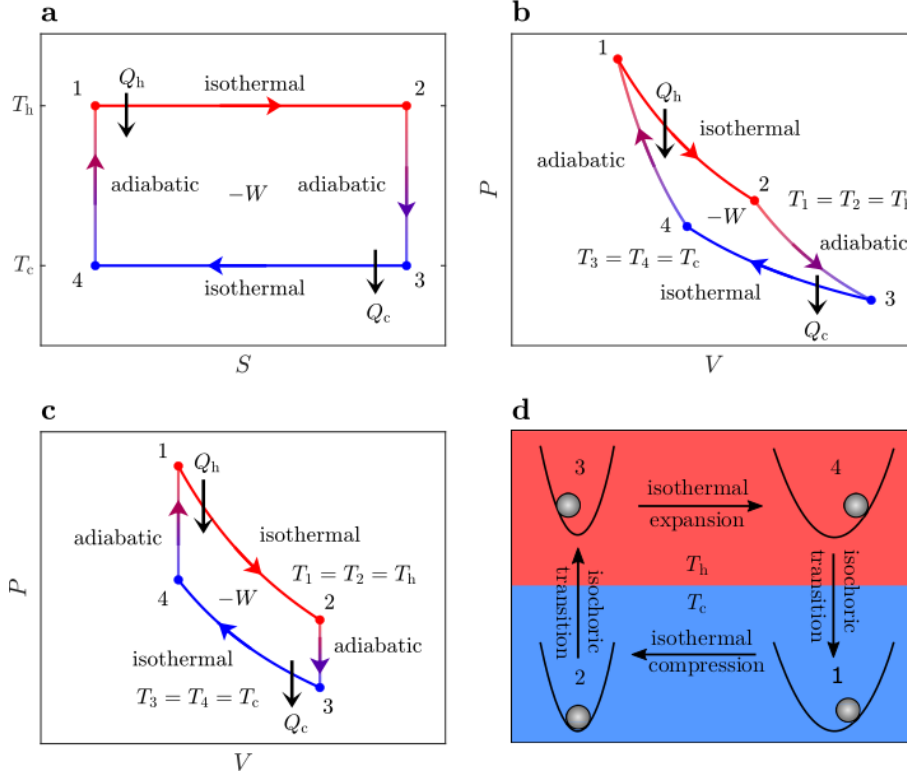 a
T_h
1
Q_h
isothermal
2
adiabatic
−W
adiabatic
T_c
4
isothermal
3
Q_c
S
b
P
1
Q_h
isothermal
adiabatic
2
4
−W
T_1 = T_2 = T_h
T_3 = T_4 = T_c
adiabatic
isothermal
3
Q_c
V
c
P
1
Q_h
adiabatic
isothermal
T_1 = T_2 = T_h
4
−W
2
isothermal
adiabatic
T_3 = T_4 = T_c
3
Q_c
V
d
3
4
isothermal
expansion
T_h
T_c
isochoric
transition
isochoric
transition
isothermal
compression
2
1